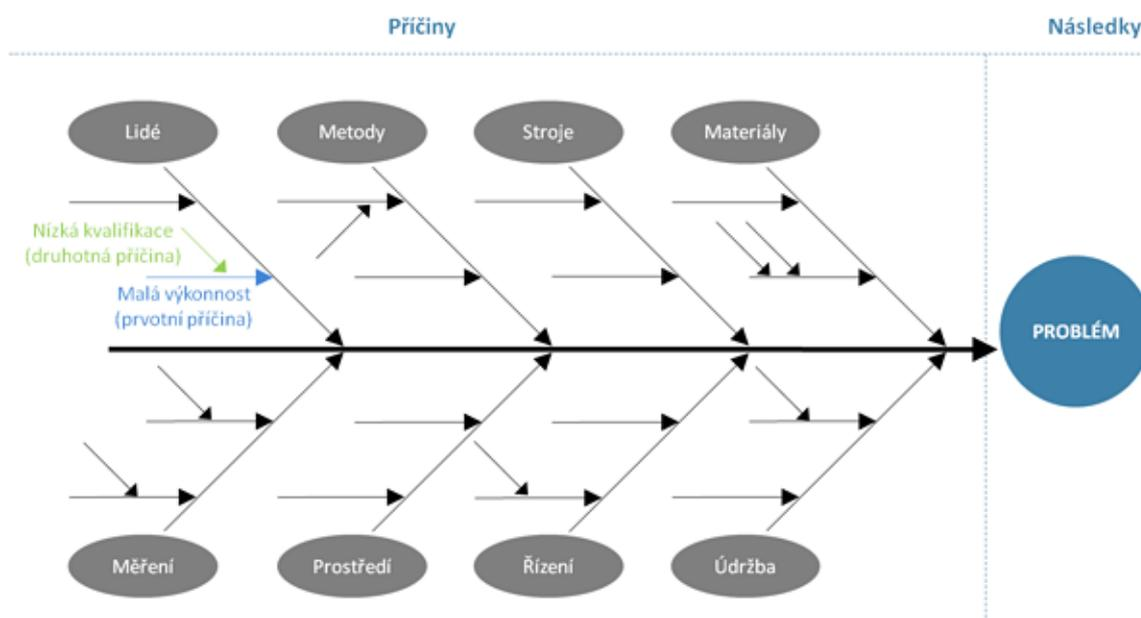 Příčiny
Následky
Lidé
Metody
Stroje
Materiály
Nízká kvalifikace
(druhotná příčina)
Malá výkonnost
(prvotní příčina)
PROBLÉM
Měření
Prostředí
Řízení
Údržba